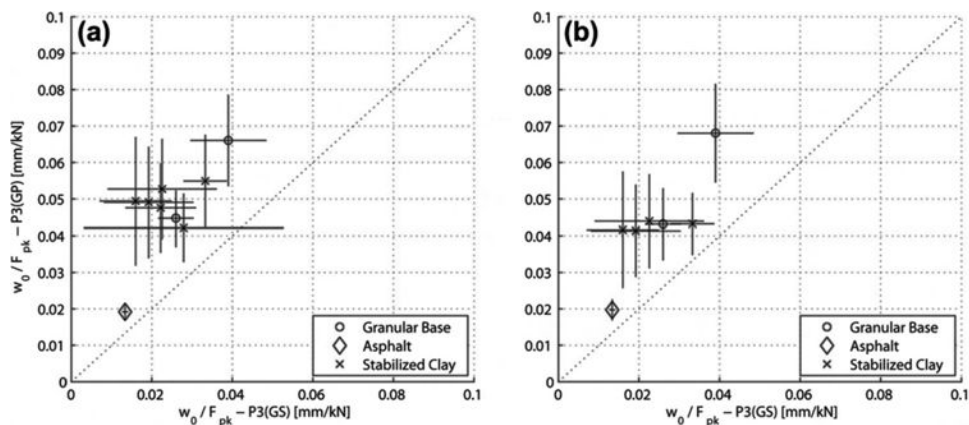 (a)
0.1
0.09
0.08
0.07
0.06
0.05
0.04
0.03
0.02
0.01
0
w0 / Fpk – P3(GP) [mm/kN]
Granular Base
Asphalt
Stabilized Clay
0 0.02 0.04 0.06 0.08 0.1
w0 / Fpk – P3(GS) [mm/kN]
(b)
0.1
0.09
0.08
0.07
0.06
0.05
0.04
0.03
0.02
0.01
0
Granular Base
Asphalt
Stabilized Clay
0 0.02 0.04 0.06 0.08 0.1
w0 / Fpk – P3(GS) [mm/kN]